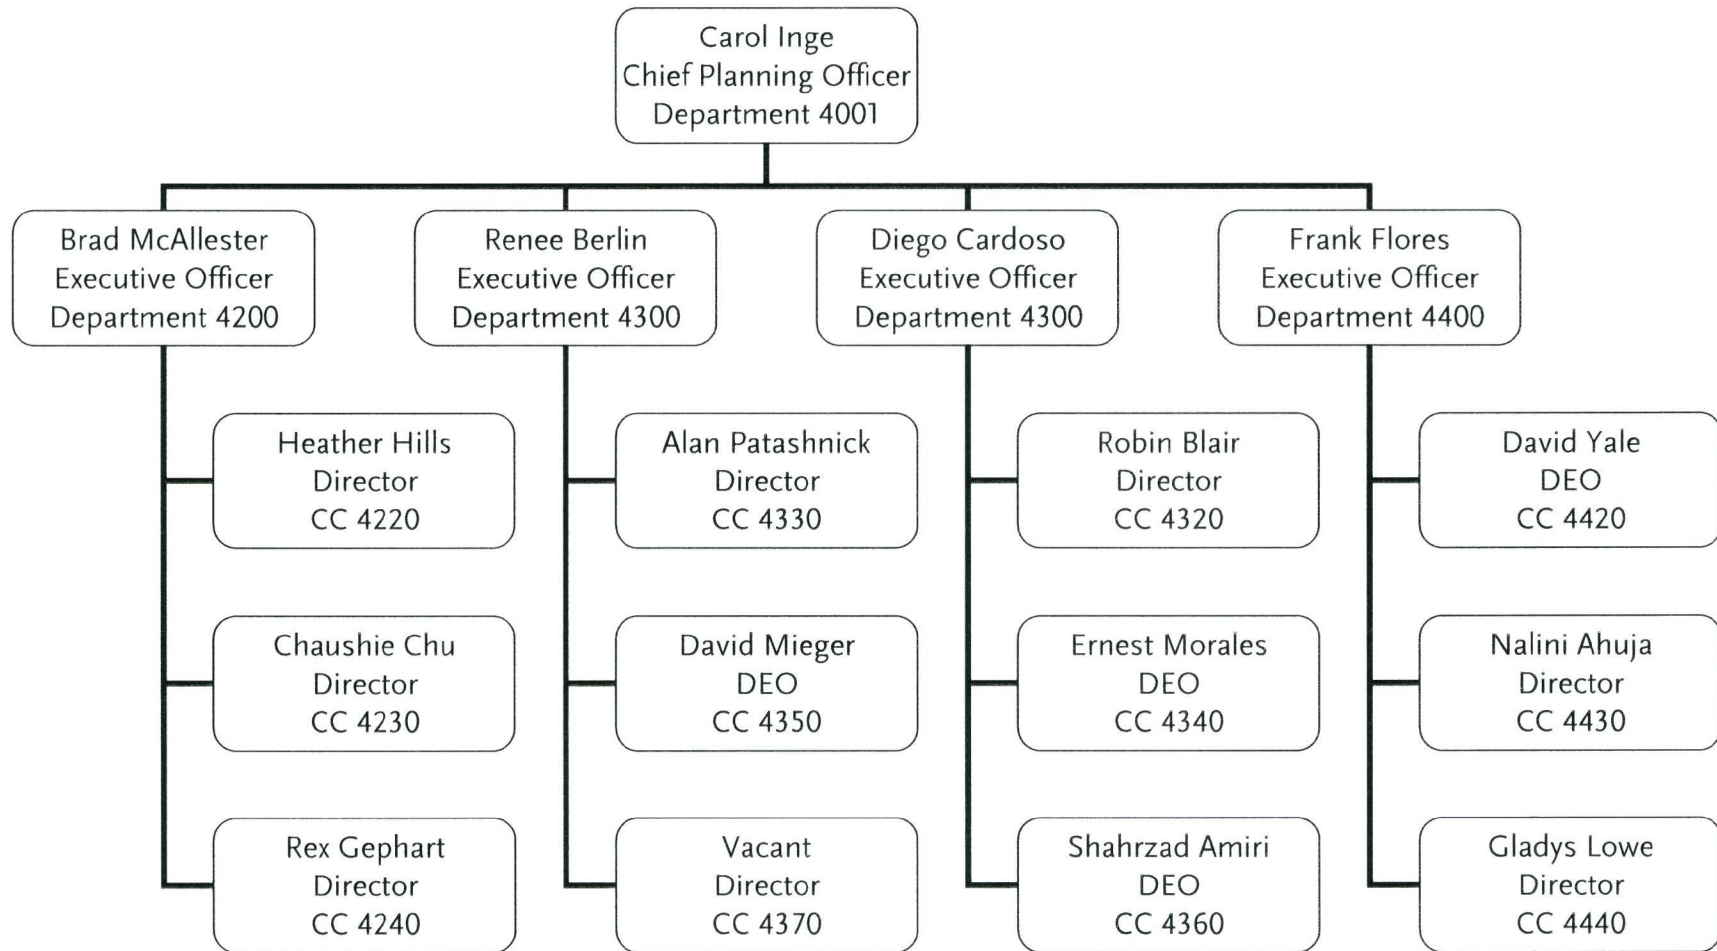 Carol Inge
Chief Planning Officer
Department 4001
Brad McAllester
Executive Officer
Department 4200
Renee Berlin
Executive Officer
Department 4300
Diego Cardoso
Executive Officer
Department 4300
Frank Flores
Executive Officer
Department 4400
Heather Hills
Director
CC 4220
Alan Patashnick
Director
CC 4330
Robin Blair
Director
CC 4320
David Yale
DEO
CC 4420
Chaushie Chu
Director
CC 4230
David Mieger
DEO
CC 4350
Ernest Morales
DEO
CC 4340
Nalini Ahuja
Director
CC 4430
Rex Gephart
Director
CC 4240
Vacant
Director
CC 4370
Shahrzad Amiri
DEO
CC 4360
Gladys Lowe
Director
CC 4440